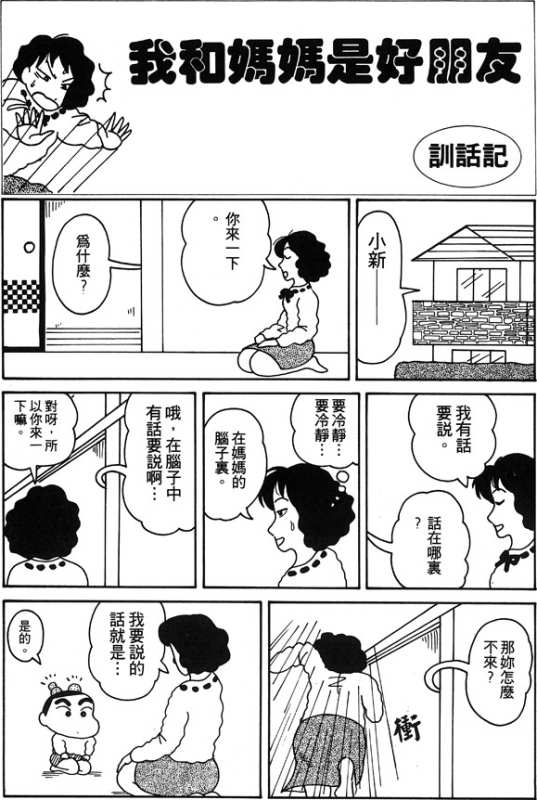 我和媽媽是好朋友
訓話記
小新
你來一下
。
爲什麼?
我有話
要說。
話在哪裏
?
要冷靜…
要冷靜…
在媽媽的
腦子裏。
哦,在腦子中
有話要說啊…
對呀,所
以你來一
下嘛。
那妳怎麼
不來?
衝
我要說的
話就是…
是的。